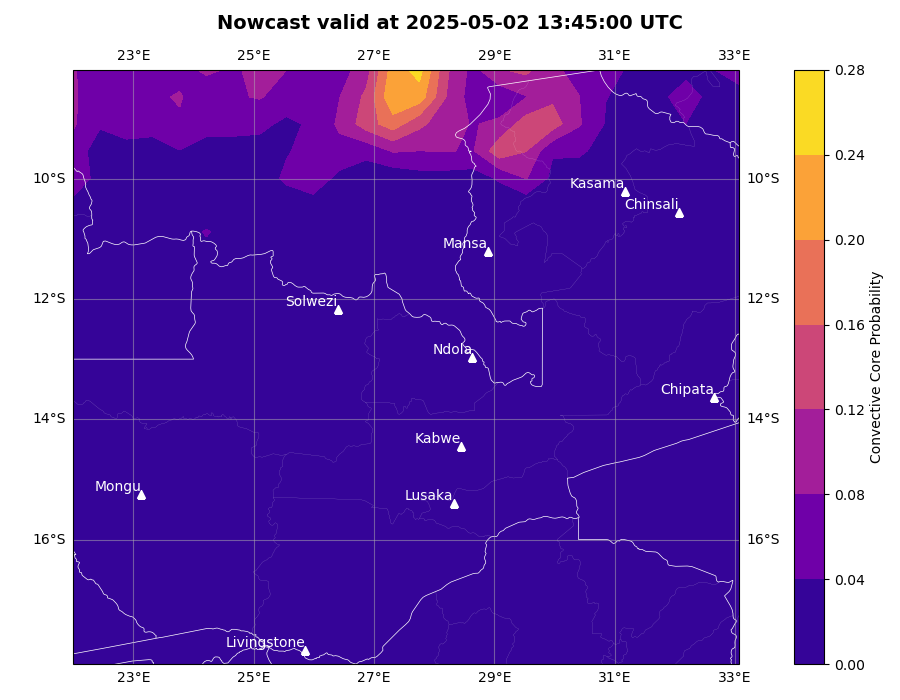 Nowcast valid at 2025-05-02 13:45:00 UTC
23°E 25°E 27°E 29°E 31°E 33°E
0.28
0.24
10°S 10°S
Kasama
Chinsali
0.20
Mansa
12°S 12°S
Solwezi
0.16
Ndola
Chipata
0.12
14°S 14°S
Kabwe
Mongu
Lusaka
0.08
16°S 16°S
0.04
Livingstone
0.00
23°E 25°E 27°E 29°E 31°E 33°E
Convective Core Probability